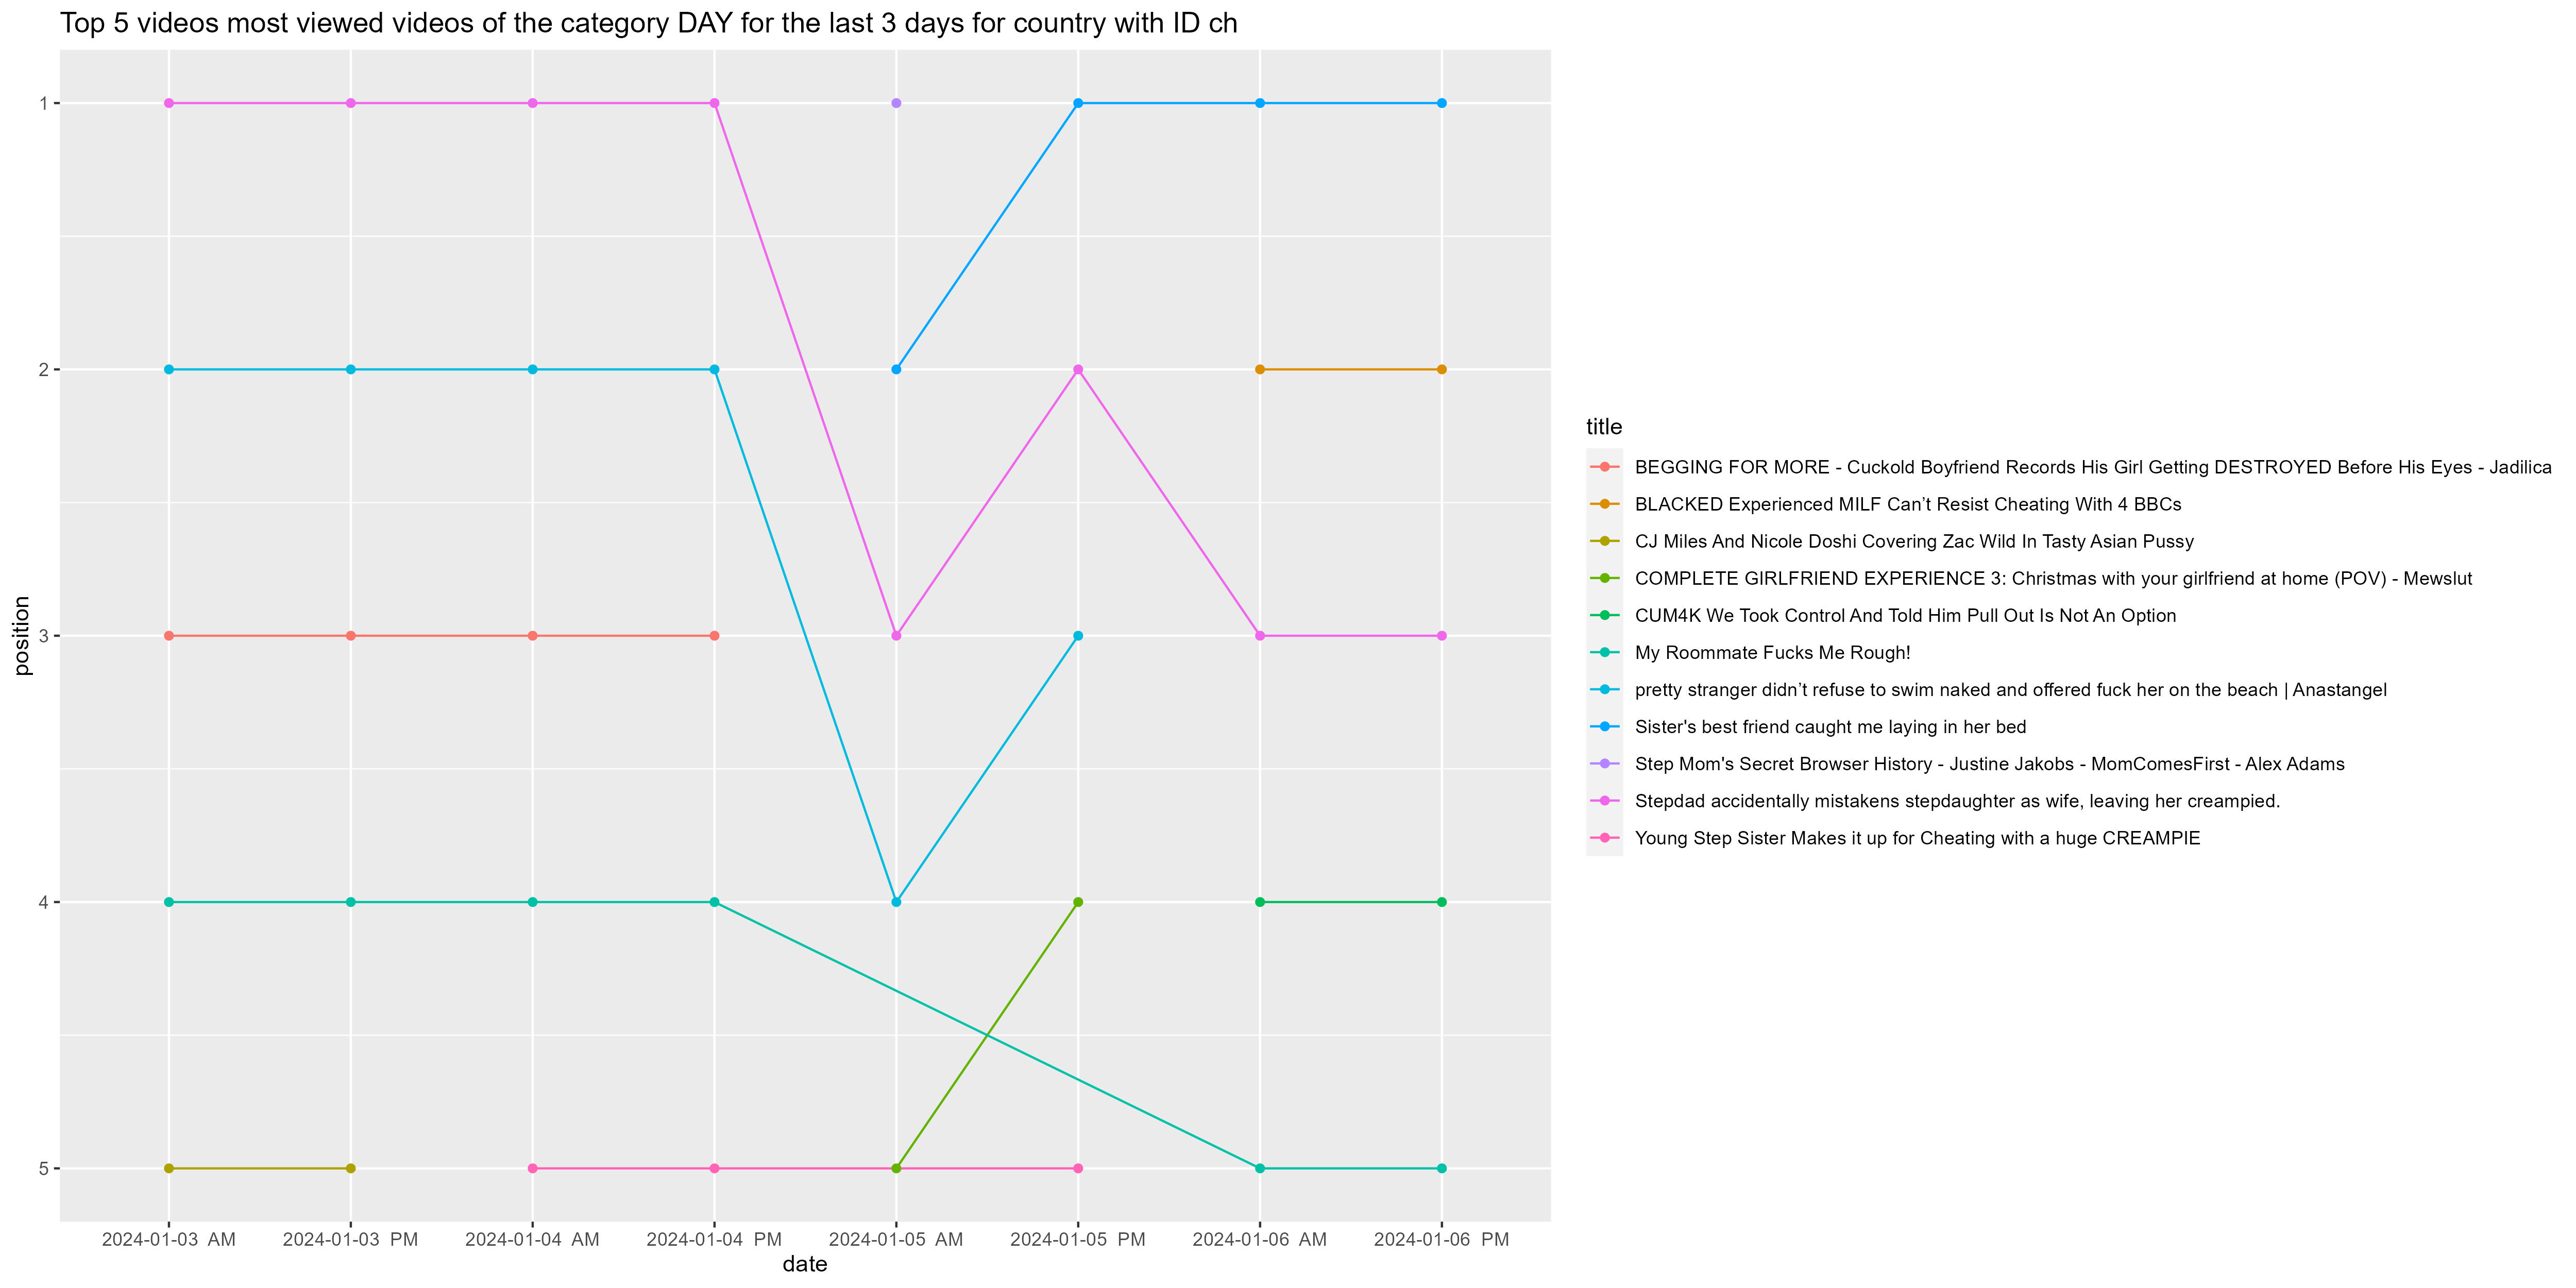 Top 5 videos most viewed videos of the category DAY for the last 3 days for country with ID ch
position
1
2
3
4
5
2024-01-03 AM
2024-01-03 PM
2024-01-04 AM
2024-01-04 PM
2024-01-05 AM
2024-01-05 PM
2024-01-06 AM
2024-01-06 PM
date
title
BEGGING FOR MORE - Cuckold Boyfriend Records His Girl Getting DESTROYED Before His Eyes - Jadilica
BLACKED Experienced MILF Can’t Resist Cheating With 4 BBCs
CJ Miles And Nicole Doshi Covering Zac Wild In Tasty Asian Pussy
COMPLETE GIRLFRIEND EXPERIENCE 3: Christmas with your girlfriend at home (POV) - Mewslut
CUM4K We Took Control And Told Him Pull Out Is Not An Option
My Roommate Fucks Me Rough!
pretty stranger didn’t refuse to swim naked and offered fuck her on the beach | Anastangel
Sister's best friend caught me laying in her bed
Step Mom's Secret Browser History - Justine Jakobs - MomComesFirst - Alex Adams
Stepdad accidentally mistakens stepdaughter as wife, leaving her creampied.
Young Step Sister Makes it up for Cheating with a huge CREAMPIE